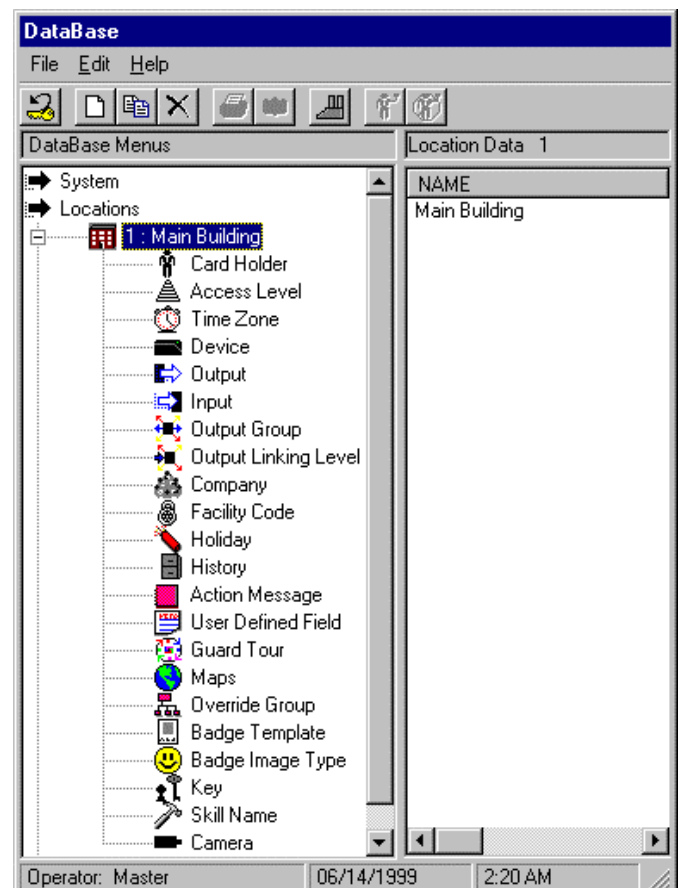 DataBase
File Edit Help
DataBase Menus
Location Data 1
System
Locations
1 : Main Building
Card Holder
Access Level
Time Zone
Device
Output
Input
Output Group
Output Linking Level
Company
Facility Code
Holiday
History
Action Message
User Defined Field
Guard Tour
Maps
Override Group
Badge Template
Badge Image Type
Key
Skill Name
Camera
NAME
Main Building
Operator: Master
06/14/1999
2:20 AM